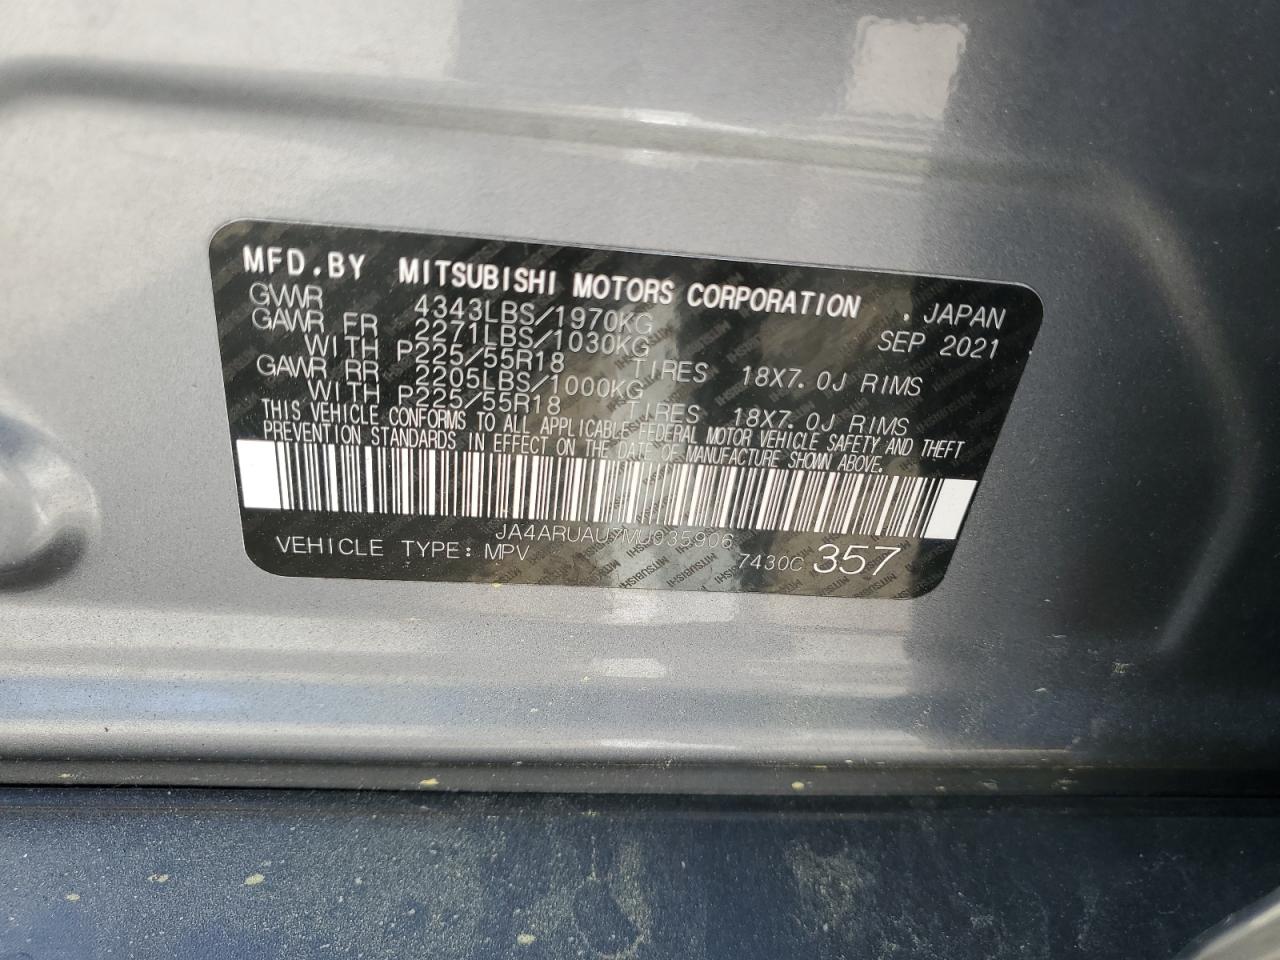 MFD.BY MITSUBISHI MOTORS CORPORATION , JAPAN
GVWR 4343LBS/1970KG SEP 2021
GAWR FR 2271LBS/1030KG
WITH P225/55R18 TIRES 18X7.0J RIMS
GAWR RR 2205LBS/1000KG
WITH P225/55R18 TIRES 18X7.0J RIMS
THIS VEHICLE CONFORMS TO ALL APPLICABLE FEDERAL MOTOR VEHICLE SAFETY AND THEFT
PREVENTION STANDARDS IN EFFECT ON THE DATE OF MANUFACTURE SHOWN ABOVE.
JA4ARUAU7MU035906
VEHICLE TYPE: MPV 7430C 357